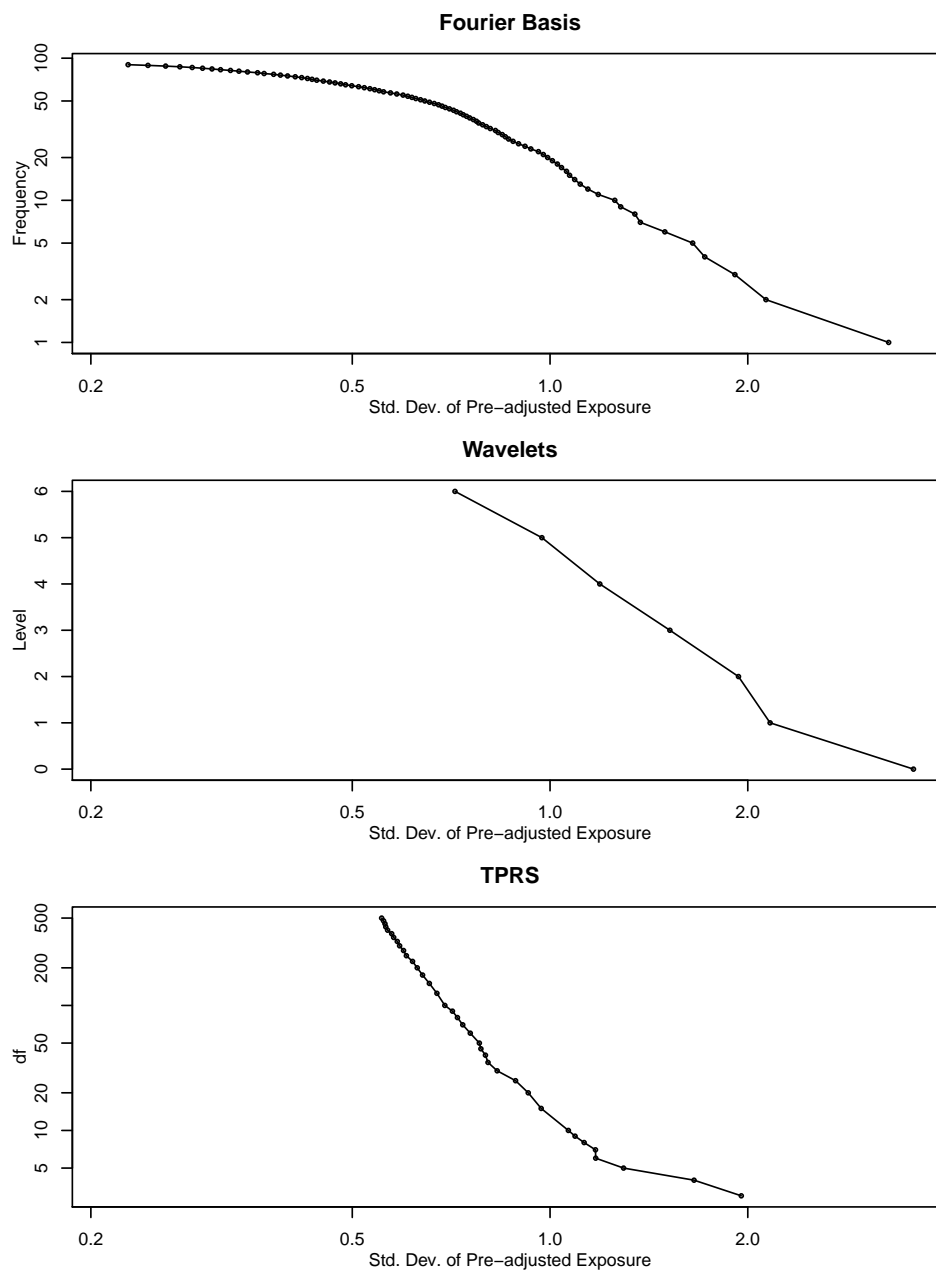 Fourier Basis
100
50
20
10
5
2
1
Frequency
0.2 0.5 1.0 2.0
Std. Dev. of Pre−adjusted Exposure
Wavelets
6
5
4
3
2
1
0
Level
0.2 0.5 1.0 2.0
Std. Dev. of Pre−adjusted Exposure
TPRS
500
200
50
20
10
5
df
0.2 0.5 1.0 2.0
Std. Dev. of Pre−adjusted Exposure